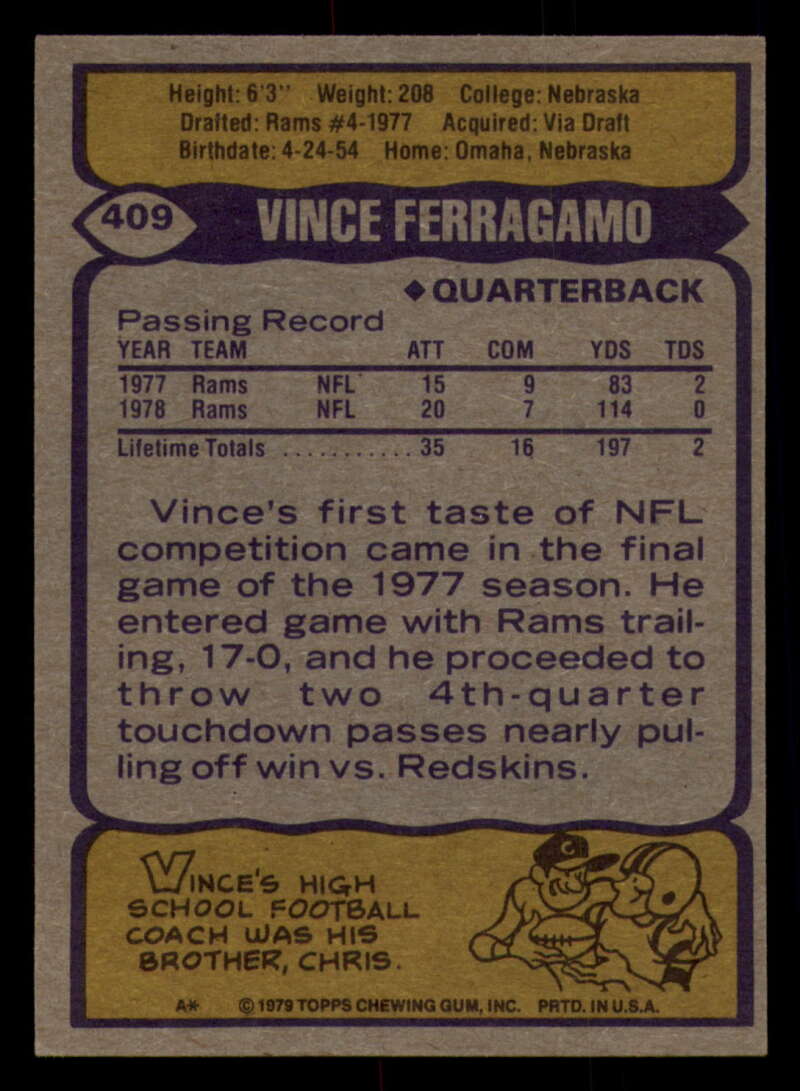 Height: 6'3" Weight: 208 College: Nebraska
Drafted: Rams #4-1977 Acquired: Via Draft
Birthdate: 4-24-54 Home: Omaha, Nebraska
409 VINCE FERRAGAMO
◆QUARTERBACK
Passing Record
YEAR TEAM ATT COM YDS TDS
1977 Rams NFL 15 9 83 2
1978 Rams NFL 20 7 114 0
Lifetime Totals ........... 35 16 197 2
Vince's first taste of NFL
competition came in the final
game of the 1977 season. He
entered game with Rams trail-
ing, 17-0, and he proceeded to
throw two 4th-quarter
touchdown passes nearly pul-
ling off win vs. Redskins.
VINCE'S HIGH
SCHOOL FOOTBALL
COACH WAS HIS
BROTHER, CHRIS.
C
A* © 1979 TOPPS CHEWING GUM, INC. PRTD. IN U.S.A.